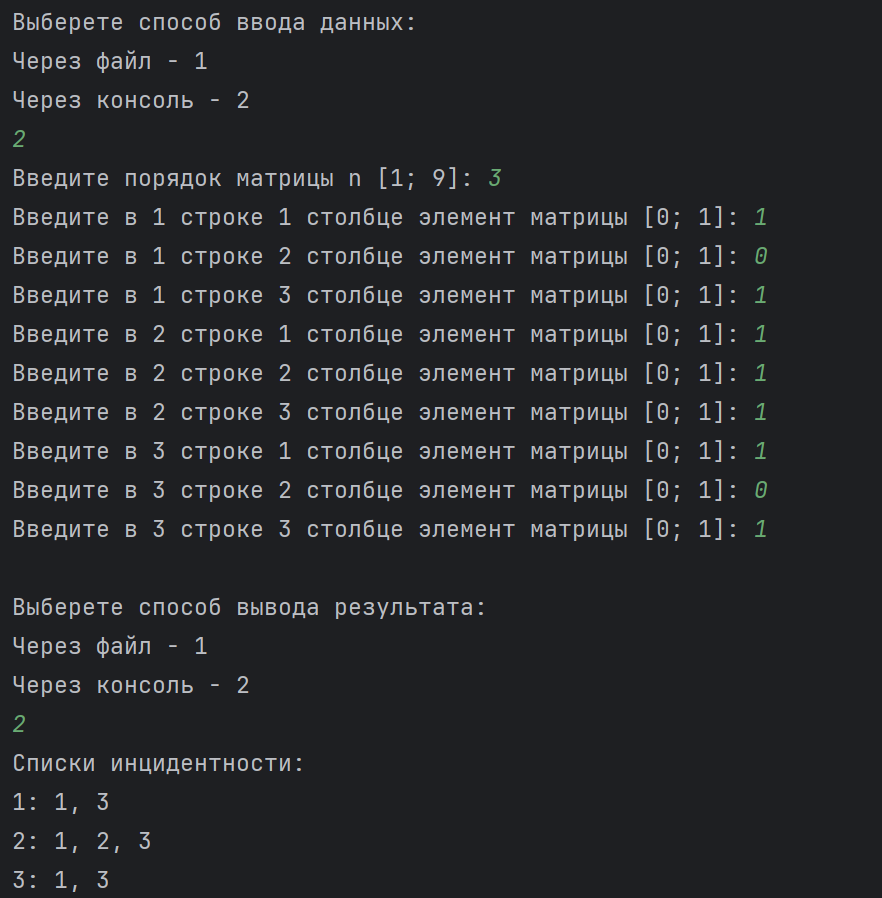 Выберете способ ввода данных:
Через файл - 1
Через консоль - 2
2
Введите порядок матрицы n [1; 9]: 3
Введите в 1 строке 1 столбце элемент матрицы [0; 1]: 1
Введите в 1 строке 2 столбце элемент матрицы [0; 1]: 0
Введите в 1 строке 3 столбце элемент матрицы [0; 1]: 1
Введите в 2 строке 1 столбце элемент матрицы [0; 1]: 1
Введите в 2 строке 2 столбце элемент матрицы [0; 1]: 1
Введите в 2 строке 3 столбце элемент матрицы [0; 1]: 1
Введите в 3 строке 1 столбце элемент матрицы [0; 1]: 1
Введите в 3 строке 2 столбце элемент матрицы [0; 1]: 0
Введите в 3 строке 3 столбце элемент матрицы [0; 1]: 1
Выберете способ вывода результата:
Через файл - 1
Через консоль - 2
2
Списки инцидентности:
1: 1, 3
2: 1, 2, 3
3: 1, 3